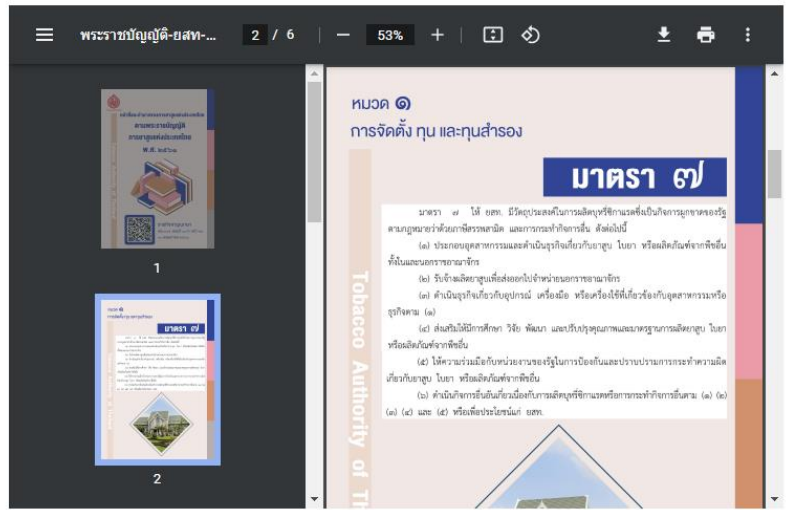 พระราชบัญญัติ-ยสท-...
2 / 6
53%
พ.ศ. ๒๕๖๑
1
2
หมวด ๑
การจัดตั้ง ทุน และทุนสำรอง
มาตรา ๗
มาตรา ๗ ให้ ยสท. มีวัตถุประสงค์ในการผลิตบุหรี่ซิกาแรตซึ่งเป็นกิจการผูกขาดของรัฐ
ตามกฎหมายว่าด้วยภาษีสรรพสามิต และการกระทำกิจการอื่น ดังต่อไปนี้
(๑) ประกอบอุตสาหกรรมและดำเนินธุรกิจเกี่ยวกับยาสูบ ใบยา หรือผลิตภัณฑ์จากพืชอื่น
ทั้งในและนอกราชอาณาจักร
(๒) รับจ้างผลิตยาสูบเพื่อส่งออกไปจำหน่ายนอกราชอาณาจักร
(๓) ดำเนินธุรกิจเกี่ยวกับอุปกรณ์ เครื่องมือ หรือเครื่องใช้ที่เกี่ยวข้องกับอุตสาหกรรมหรือ
ธุรกิจตาม (๑)
(๔) ส่งเสริมให้มีการศึกษา วิจัย พัฒนา และปรับปรุงคุณภาพและมาตรฐานการผลิตยาสูบ ใบยา
หรือผลิตภัณฑ์จากพืชอื่น
(๕) ให้ความร่วมมือกับหน่วยงานของรัฐในการป้องกันและปราบปรามการกระทำความผิด
เกี่ยวกับยาสูบ ใบยา หรือผลิตภัณฑ์จากพืชอื่น
(๖) ดำเนินกิจการอื่นอันเกี่ยวเนื่องกับการผลิตบุหรี่ซิกาแรตหรือการกระทำกิจการอื่นตาม (๑) (๒)
(๓) (๔) และ (๕) หรือเพื่อประโยชน์แก่ ยสท.
Tobacco Authority of Th